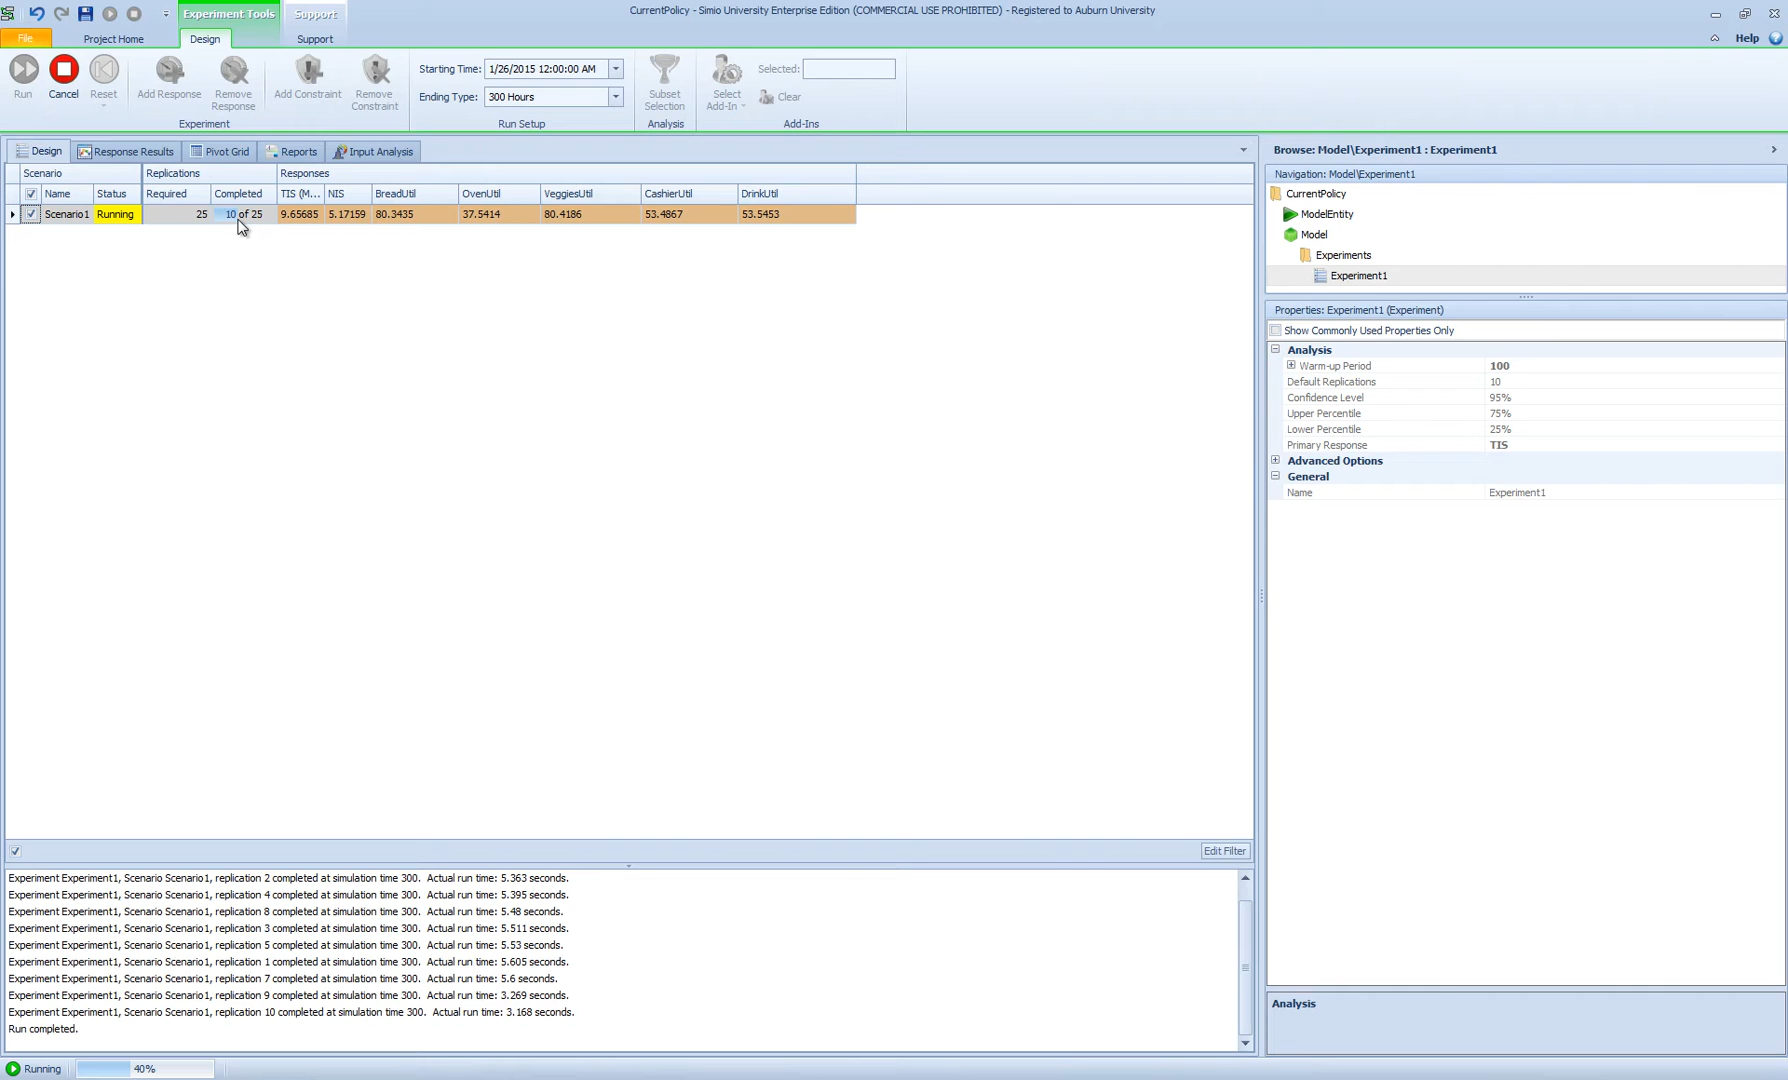 Experiment Tools Support CurrentPolicy - Simio University Enterprise Edition (COMMERCIAL USE PROHIBITED) - Registered to Auburn University
File Project Home Design Support Help
Run Cancel Reset Add Response Remove Response Add Constraint Remove Constraint
Experiment
Starting Time: 1/26/2015 12:00:00 AM
Ending Type: 300 Hours
Run Setup
Subset Selection
Analysis
Select Add-In
Selected:
Clear
Add-Ins
Design Response Results Pivot Grid Reports Input Analysis
Scenario Replications Responses
Name Status Required Completed TIS (M... NIS BreadUtil OvenUtil VeggiesUtil CashierUtil DrinkUtil
Scenario1 Running 25 10 of 25 9.65685 5.17159 80.3435 37.5414 80.4186 53.4867 53.5453
Edit Filter
Experiment Experiment1, Scenario Scenario1, replication 2 completed at simulation time 300. Actual run time: 5.363 seconds.
Experiment Experiment1, Scenario Scenario1, replication 4 completed at simulation time 300. Actual run time: 5.395 seconds.
Experiment Experiment1, Scenario Scenario1, replication 8 completed at simulation time 300. Actual run time: 5.48 seconds.
Experiment Experiment1, Scenario Scenario1, replication 3 completed at simulation time 300. Actual run time: 5.511 seconds.
Experiment Experiment1, Scenario Scenario1, replication 5 completed at simulation time 300. Actual run time: 5.53 seconds.
Experiment Experiment1, Scenario Scenario1, replication 1 completed at simulation time 300. Actual run time: 5.605 seconds.
Experiment Experiment1, Scenario Scenario1, replication 7 completed at simulation time 300. Actual run time: 5.6 seconds.
Experiment Experiment1, Scenario Scenario1, replication 9 completed at simulation time 300. Actual run time: 3.269 seconds.
Experiment Experiment1, Scenario Scenario1, replication 10 completed at simulation time 300. Actual run time: 3.168 seconds.
Run completed.
Running 40%
Browse: Model\Experiment1 : Experiment1
Navigation: Model\Experiment1
CurrentPolicy
ModelEntity
Model
Experiments
Experiment1
Properties: Experiment1 (Experiment)
Show Commonly Used Properties Only
Analysis
Warm-up Period 100
Default Replications 10
Confidence Level 95%
Upper Percentile 75%
Lower Percentile 25%
Primary Response TIS
Advanced Options
General
Name Experiment1
Analysis